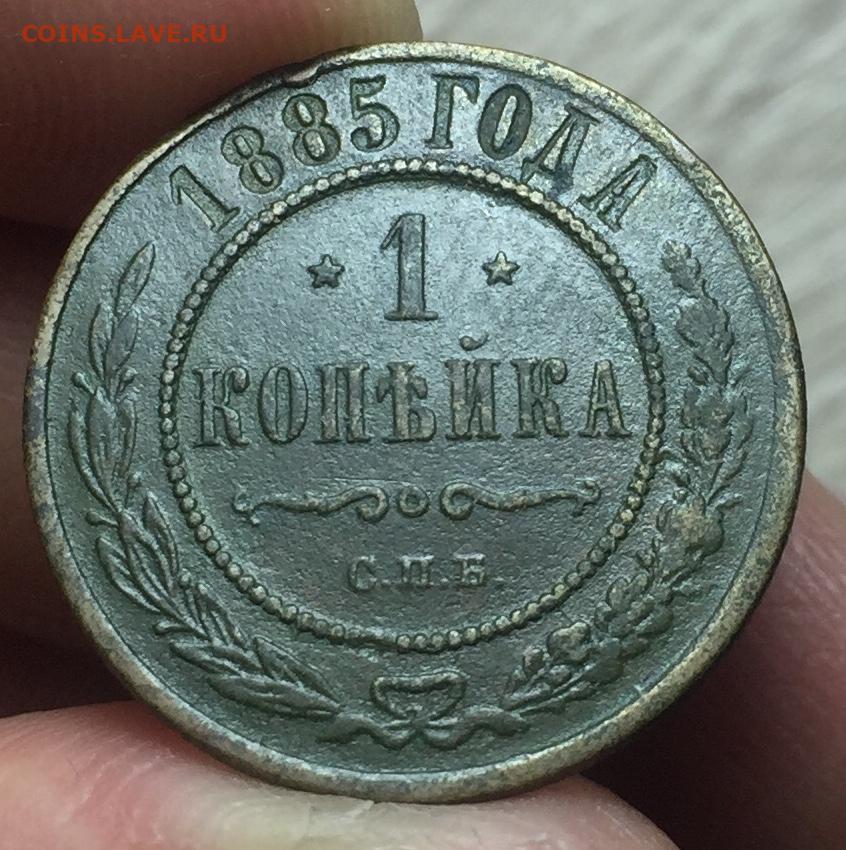 COINS.LAVE.RU
1885 ГОДА
1
КОПѢЙКА
С.П.Б.